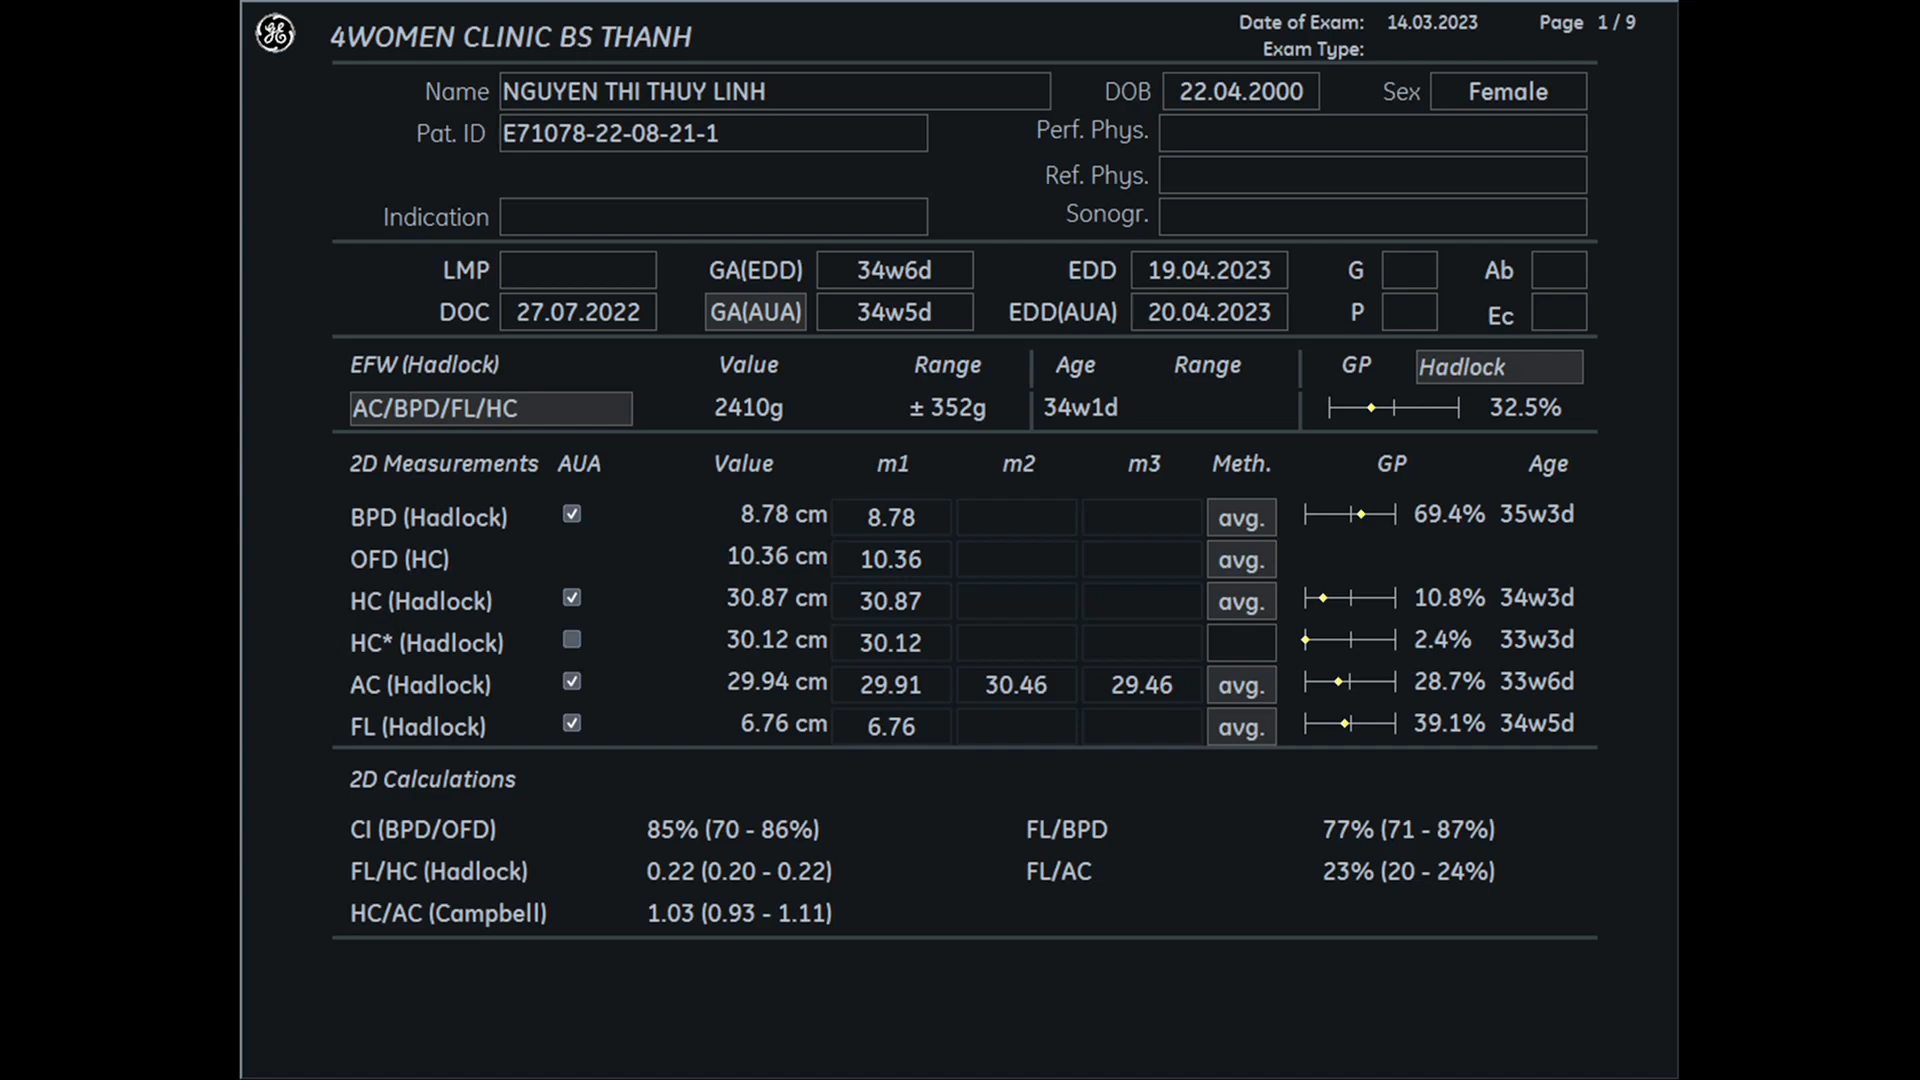 4WOMEN CLINIC BS THANH
Date of Exam: 14.03.2023 Page 1 / 9
Exam Type:
Name NGUYEN THI THUY LINH DOB 22.04.2000 Sex Female
Pat. ID E71078-22-08-21-1 Perf. Phys.
Ref. Phys.
Indication Sonogr.
LMP GA(EDD) 34w6d EDD 19.04.2023 G Ab
DOC 27.07.2022 GA(AUA) 34w5d EDD(AUA) 20.04.2023 P Ec
EFW (Hadlock) Value Range Age Range GP Hadlock
AC/BPD/FL/HC 2410g ± 352g 34w1d 32.5%
2D Measurements AUA Value m1 m2 m3 Meth. GP Age
BPD (Hadlock) 8.78 cm 8.78 avg. 69.4% 35w3d
OFD (HC) 10.36 cm 10.36 avg.
HC (Hadlock) 30.87 cm 30.87 avg. 10.8% 34w3d
HC* (Hadlock) 30.12 cm 30.12 2.4% 33w3d
AC (Hadlock) 29.94 cm 29.91 30.46 29.46 avg. 28.7% 33w6d
FL (Hadlock) 6.76 cm 6.76 avg. 39.1% 34w5d
2D Calculations
CI (BPD/OFD) 85% (70 - 86%) FL/BPD 77% (71 - 87%)
FL/HC (Hadlock) 0.22 (0.20 - 0.22) FL/AC 23% (20 - 24%)
HC/AC (Campbell) 1.03 (0.93 - 1.11)